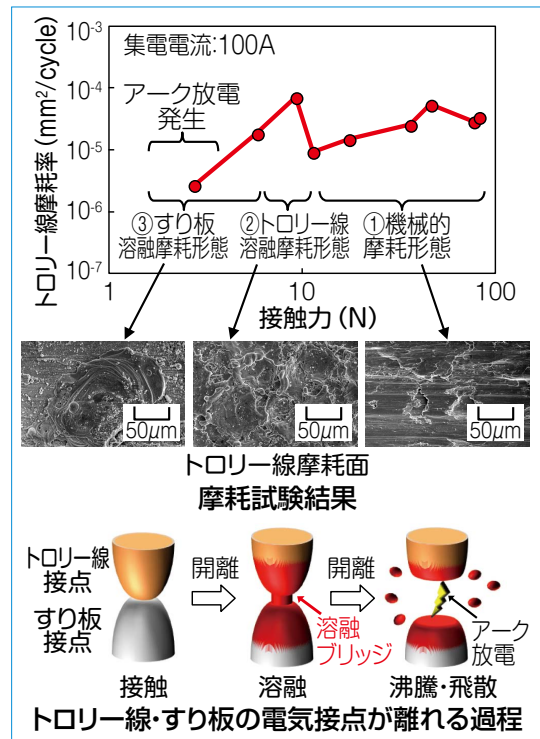 集電電流:100A
アーク放電
発生
トロリー線摩耗率(mm²/cycle)
10⁻³
10⁻⁴
10⁻⁵
10⁻⁶
10⁻⁷
③すり板
溶融摩耗形態
②トロリー線
溶融摩耗形態
①機械的
摩耗形態
1
10
100
接触力(N)
50μm
50μm
50μm
トロリー線摩耗面
摩耗試験結果
トロリー線
接点
すり板
接点
開離
開離
溶融
ブリッジ
アーク
放電
接触
溶融
沸騰・飛散
トロリー線・すり板の電気接点が離れる過程